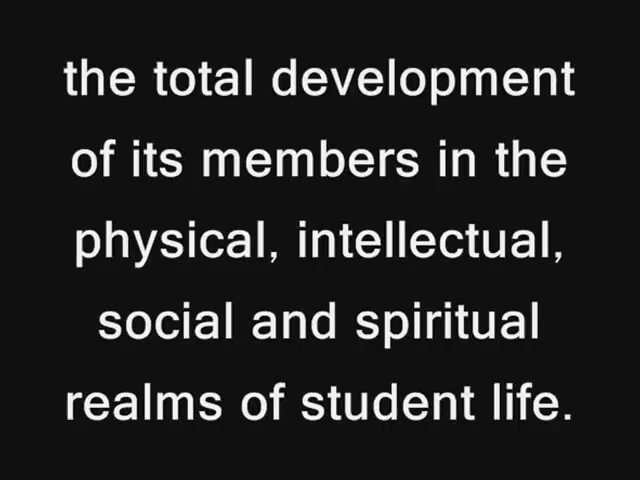 the total development
of its members in the
physical, intellectual,
social and spiritual
realms of student life.